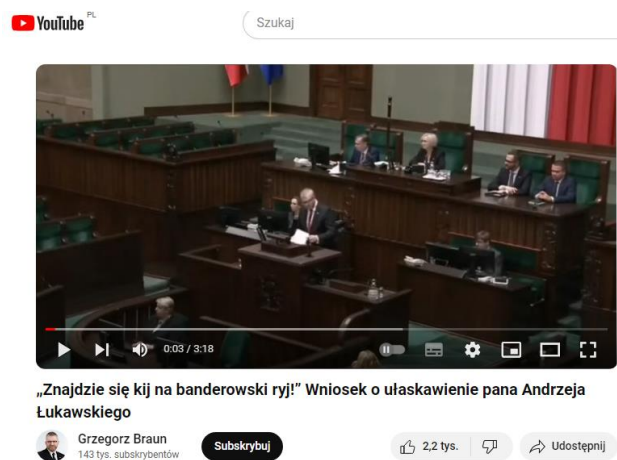 YouTube PL
Szukaj
0:03 / 3:18
„Znajdzie się kij na banderowski ryj!” Wniosek o ułaskawienie pana Andrzeja
Łukawskiego
Grzegorz Braun
143 tys. subskrybentów
Subskrybuj
2,2 tys.
Udostępnij